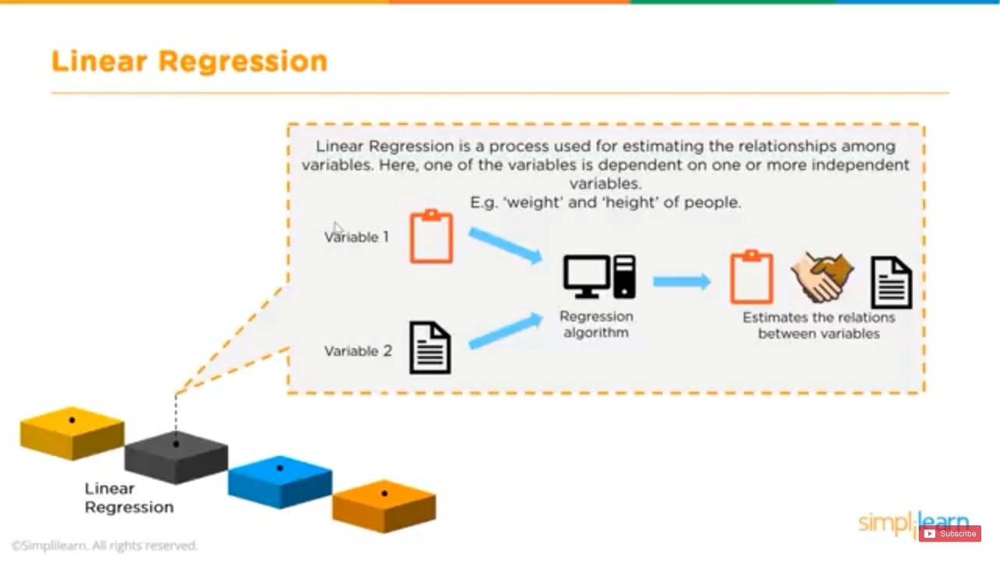 Linear Regression
Linear Regression is a process used for estimating the relationships among
variables. Here, one of the variables is dependent on one or more independent
variables.
E.g. ‘weight’ and ‘height’ of people.
Variable 1
Regression
algorithm
Estimates the relations
between variables
Variable 2
Linear
Regression
©Simplilearn. All rights reserved.
simplilearn
Subscribe